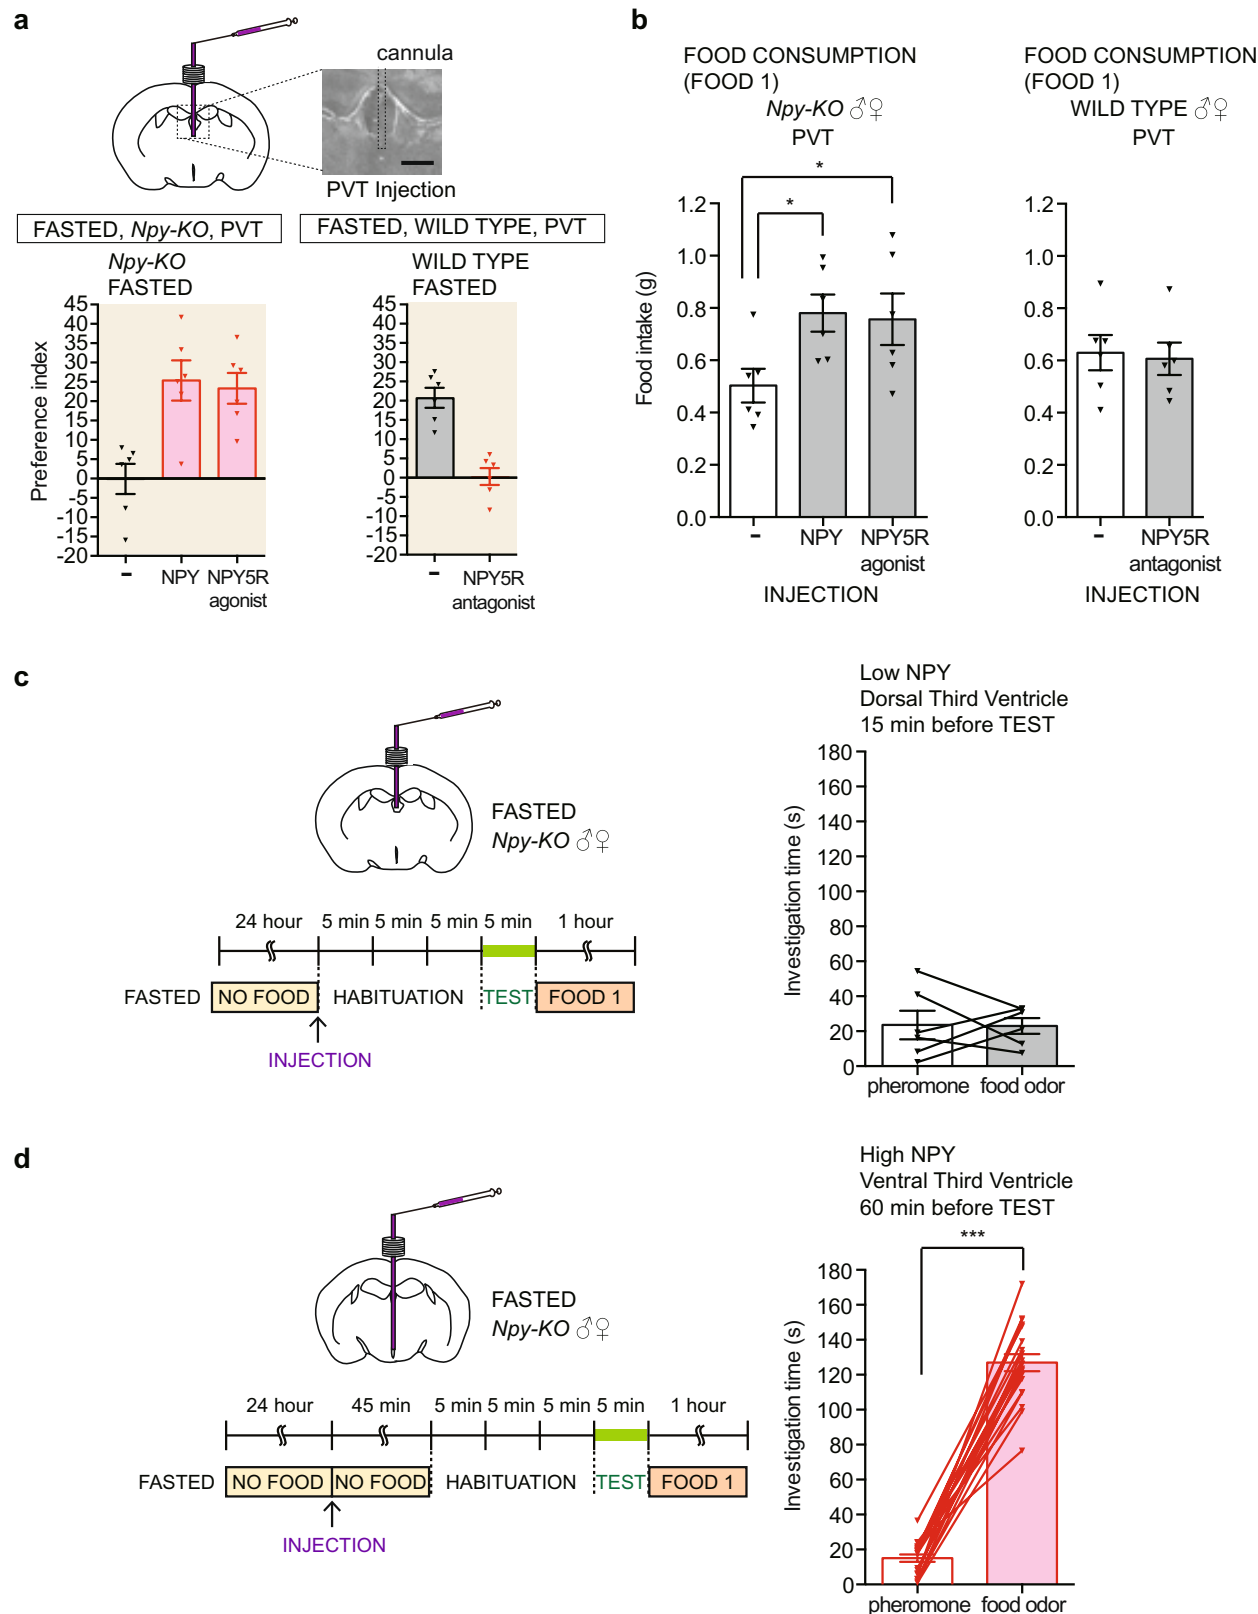 a
cannula
PVT Injection
FASTED, Npy-KO, PVT
FASTED, WILD TYPE, PVT
Npy-KO
FASTED
WILD TYPE
FASTED
Preference index
45
40
35
30
25
20
15
10
5
0
-5
-10
-15
-20
-
NPY
NPY5R
agonist
45
40
35
30
25
20
15
10
5
0
-5
-10
-15
-20
-
NPY5R
antagonist
b
FOOD CONSUMPTION
(FOOD 1)
Npy-KO ♂♀
PVT
*
*
Food intake (g)
1.2
1.0
0.8
0.6
0.4
0.2
0.0
-
NPY
NPY5R
agonist
INJECTION
FOOD CONSUMPTION
(FOOD 1)
WILD TYPE ♂♀
PVT
1.2
1.0
0.8
0.6
0.4
0.2
0.0
-
NPY5R
antagonist
INJECTION
c
FASTED
Npy-KO ♂♀
24 hour 5 min 5 min 5 min 5 min 1 hour
FASTED NO FOOD HABITUATION TEST FOOD 1
INJECTION
Low NPY
Dorsal Third Ventricle
15 min before TEST
Investigation time (s)
180
160
140
120
100
80
60
40
20
0
pheromone food odor
d
FASTED
Npy-KO ♂♀
24 hour 45 min 5 min 5 min 5 min 5 min 1 hour
FASTED NO FOOD NO FOOD HABITUATION TEST FOOD 1
INJECTION
High NPY
Ventral Third Ventricle
60 min before TEST
***
Investigation time (s)
180
160
140
120
100
80
60
40
20
0
pheromone food odor